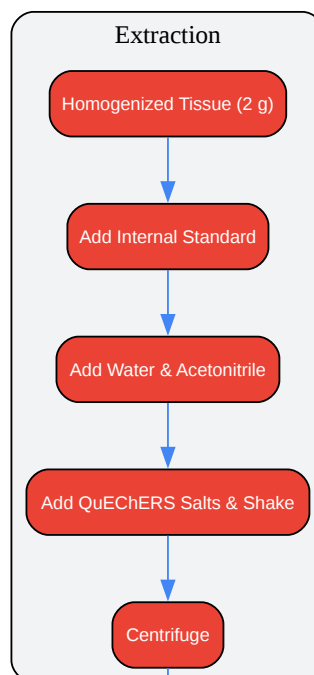 Extraction
Homogenized Tissue (2 g)
Add Internal Standard
Add Water & Acetonitrile
Add QuEChERS Salts & Shake
Centrifuge